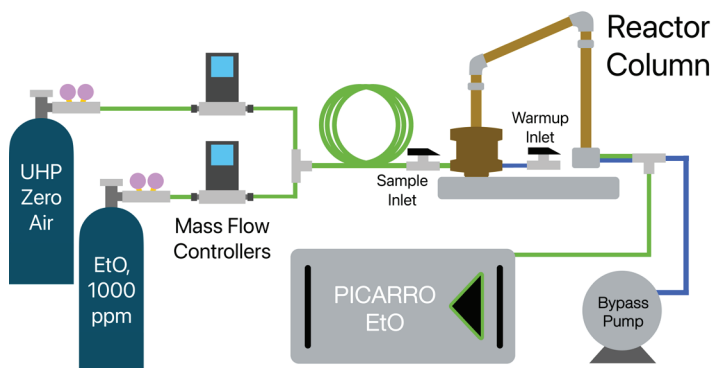 Reactor
Column
UHP
Zero
Air
EtO,
1000
ppm
Mass Flow
Controllers
Sample
Inlet
Warmup
Inlet
PICARRO
EtO
Bypass
Pump